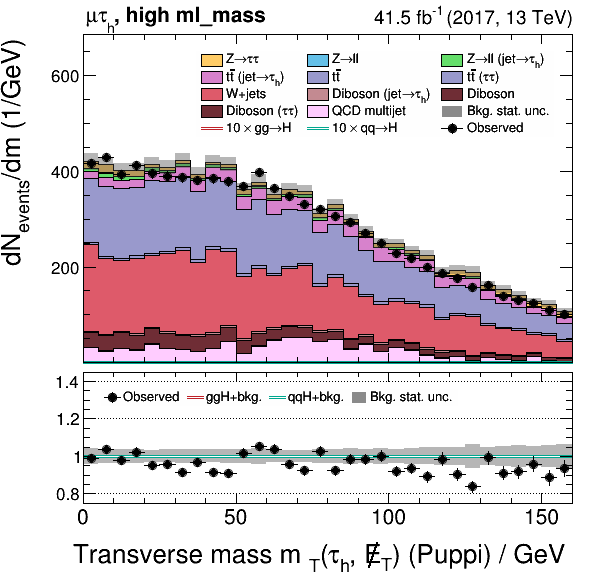 μτh, high ml_mass 41.5 fb⁻¹ (2017, 13 TeV)
dNevents/dm (1/GeV)
600
400
200
Z→ττ Z→ll Z→ll (jet→τh)
tt̄ (jet→τh) tt̄ tt̄ (ττ)
W+jets Diboson (jet→τh) Diboson
Diboson (ττ) QCD multijet Bkg. stat. unc.
10 × gg→H 10 × qq→H Observed
1.4
1.2
1
0.8
Observed ggH+bkg. qqH+bkg. Bkg. stat. unc.
0 50 100 150
Transverse mass m T(τh, E̸T) (Puppi) / GeV